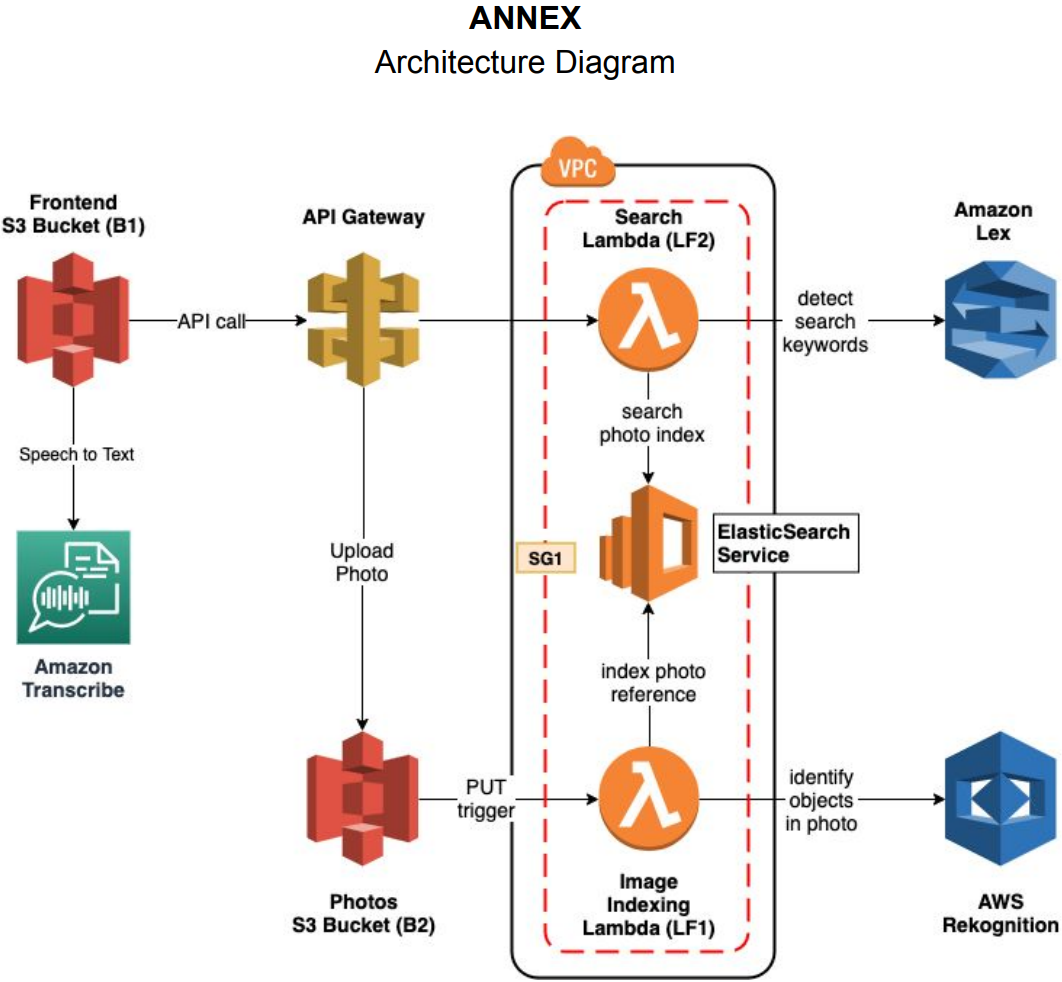 ANNEX
Architecture Diagram
VPC
Frontend
S3 Bucket (B1)
API Gateway
Search
Lambda (LF2)
Amazon
Lex
API call
detect
search
keywords
search
photo index
Speech to Text
ElasticSearch
Service
SG1
Upload
Photo
Amazon
Transcribe
index photo
reference
PUT
trigger
identify
objects
in photo
Photos
S3 Bucket (B2)
Image
Indexing
Lambda (LF1)
AWS
Rekognition